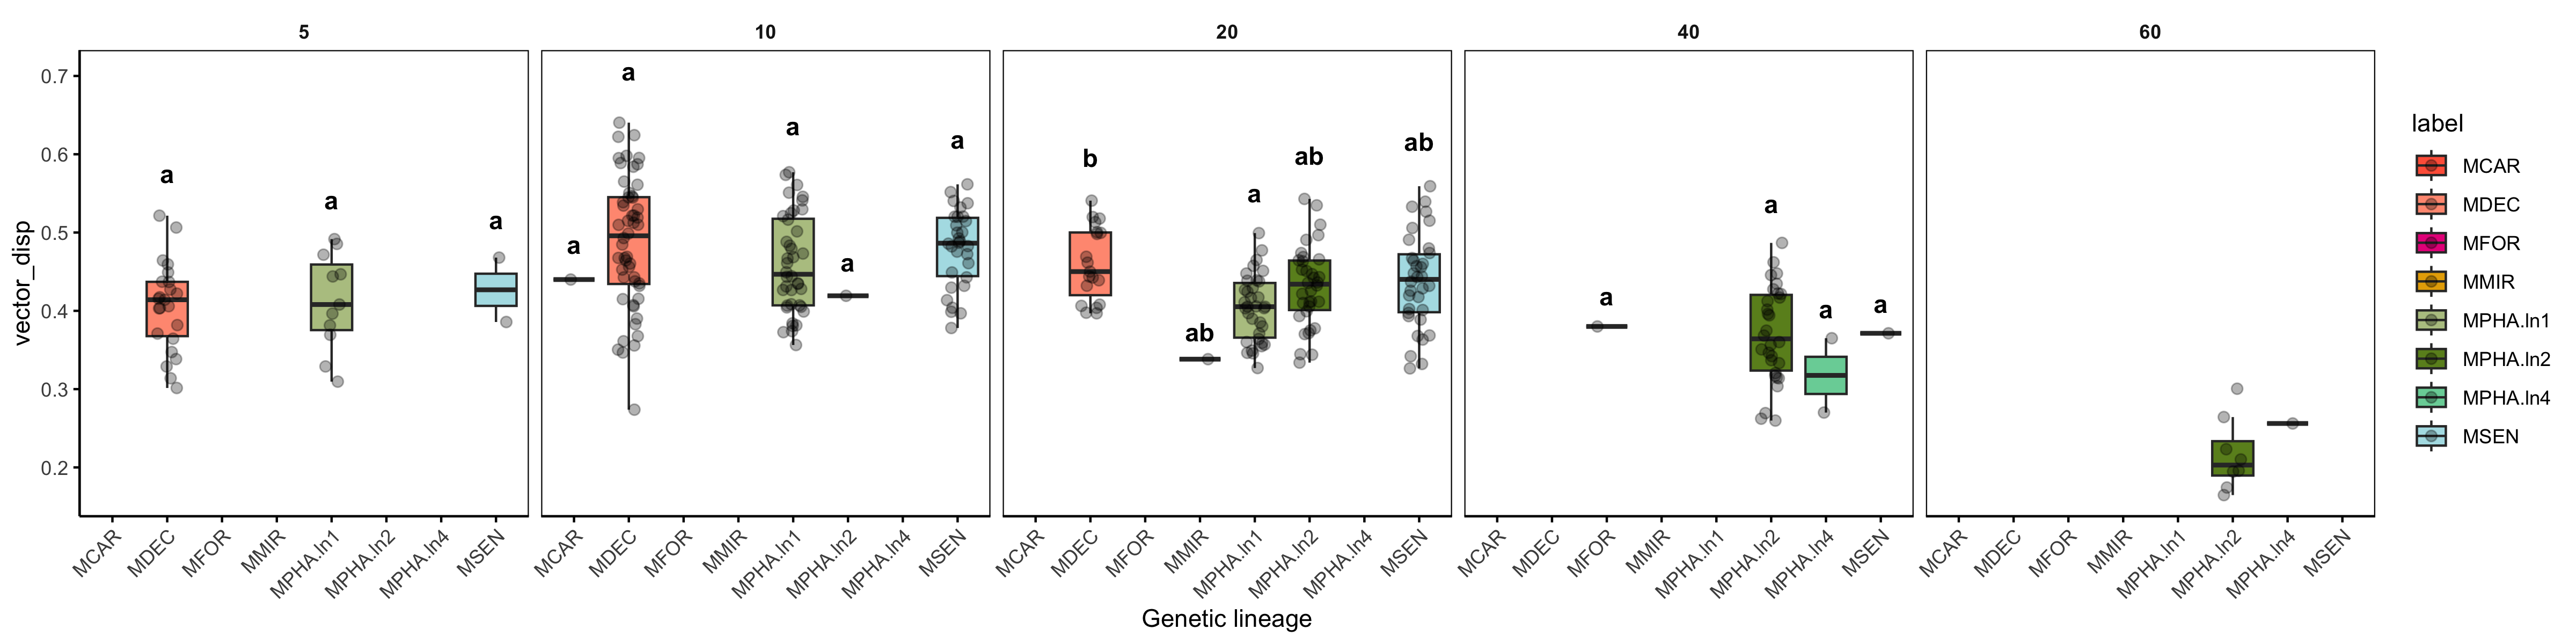 5 10 20 40 60
vector_disp
0.7
0.6
0.5
0.4
0.3
0.2
a a a
a a a a a
b ab a ab ab
a a a a
MCAR MDEC MFOR MMIR MPHA.ln1 MPHA.ln2 MPHA.ln4 MSEN
MCAR MDEC MFOR MMIR MPHA.ln1 MPHA.ln2 MPHA.ln4 MSEN
MCAR MDEC MFOR MMIR MPHA.ln1 MPHA.ln2 MPHA.ln4 MSEN
MCAR MDEC MFOR MMIR MPHA.ln1 MPHA.ln2 MPHA.ln4 MSEN
MCAR MDEC MFOR MMIR MPHA.ln1 MPHA.ln2 MPHA.ln4 MSEN
Genetic lineage
label
MCAR
MDEC
MFOR
MMIR
MPHA.ln1
MPHA.ln2
MPHA.ln4
MSEN